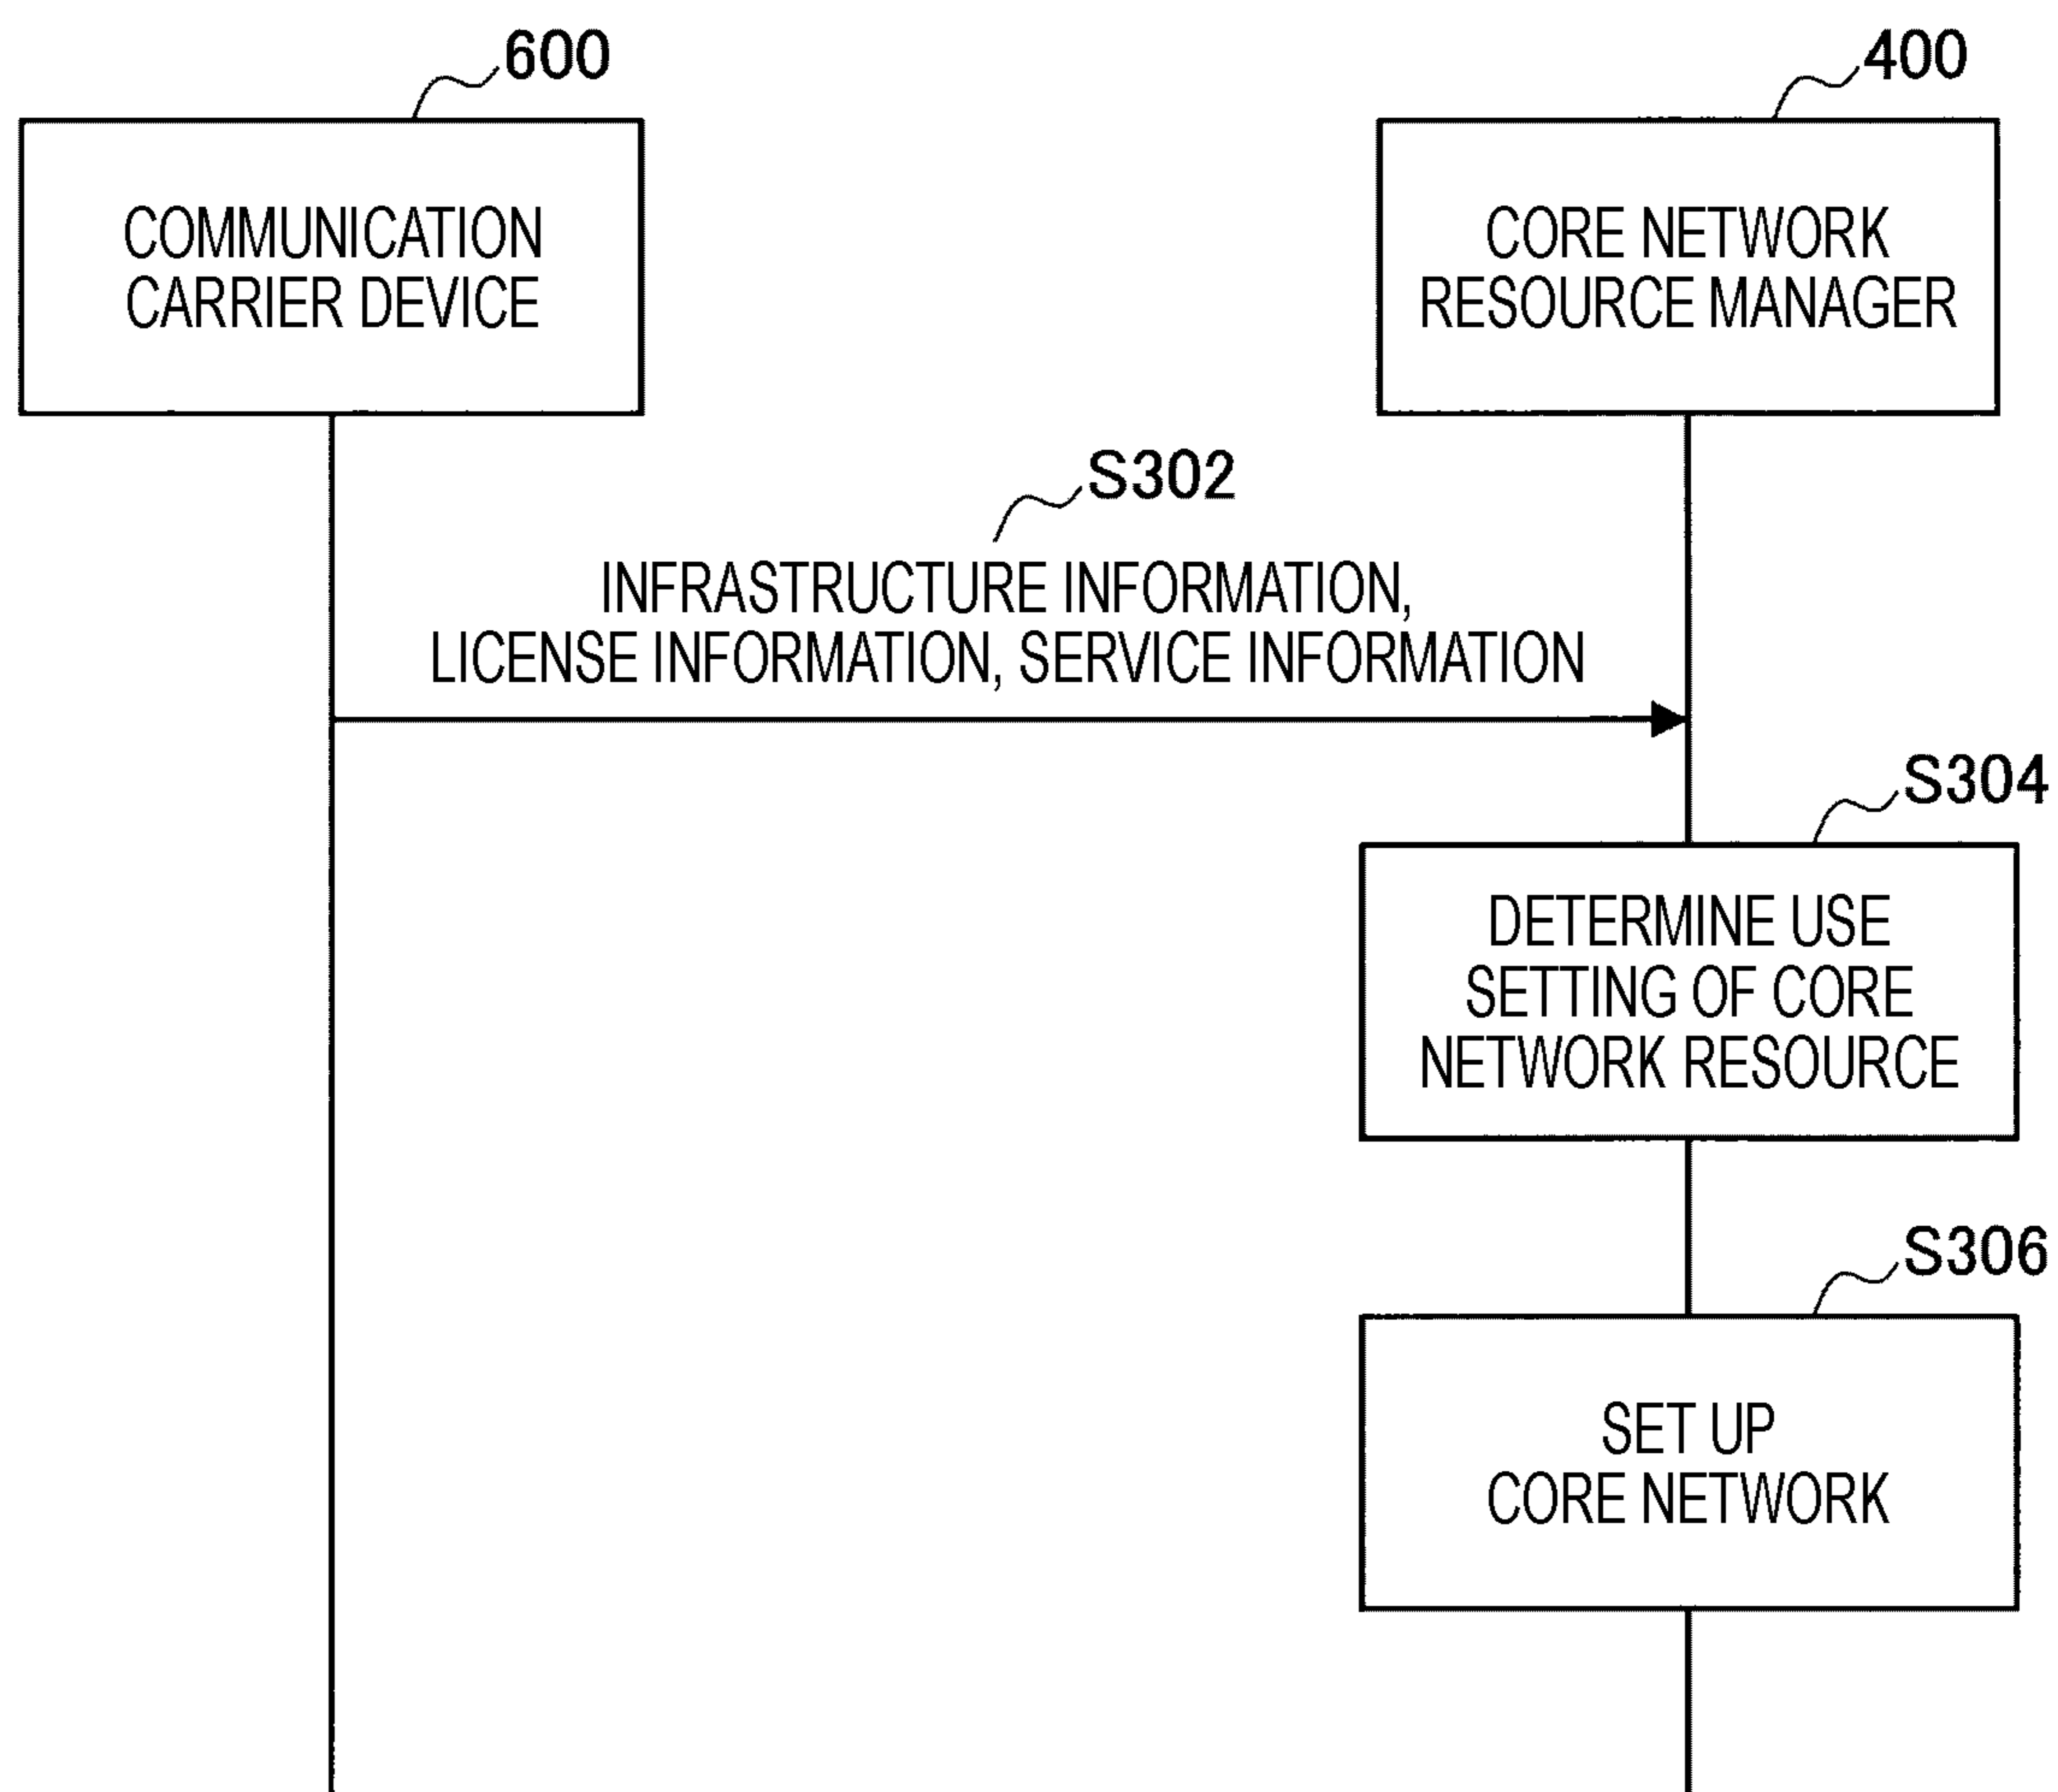 600
400
COMMUNICATION
CARRIER DEVICE
CORE NETWORK
RESOURCE MANAGER
S302
INFRASTRUCTURE INFORMATION,
LICENSE INFORMATION, SERVICE INFORMATION
S304
DETERMINE USE
SETTING OF CORE
NETWORK RESOURCE
S306
SET UP
CORE NETWORK